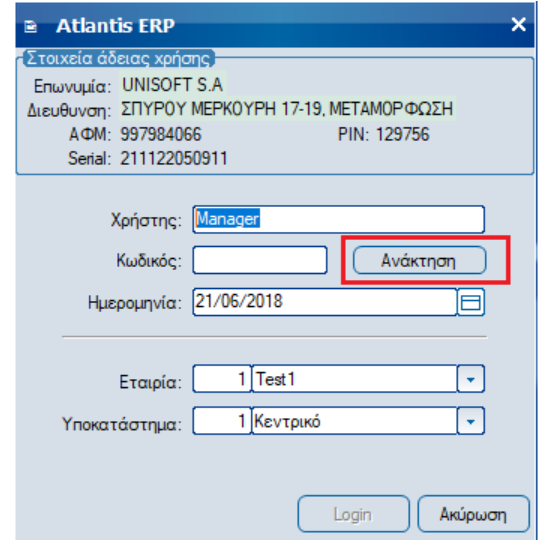 Atlantis ERP
Στοιχεία άδειας χρήσης
Επωνυμία: UNISOFT S.A
Διευθυνση: ΣΠΥΡΟΥ ΜΕΡΚΟΥΡΗ 17-19, ΜΕΤΑΜΟΡΦΩΣΗ
ΑΦΜ: 997984066 PIN: 129756
Serial: 211122050911
Χρήστης: Manager
Κωδικός: Ανάκτηση
Ημερομηνία: 21/06/2018
Εταιρία: 1 Test1
Υποκατάστημα: 1 Κεντρικό
Login Ακύρωση